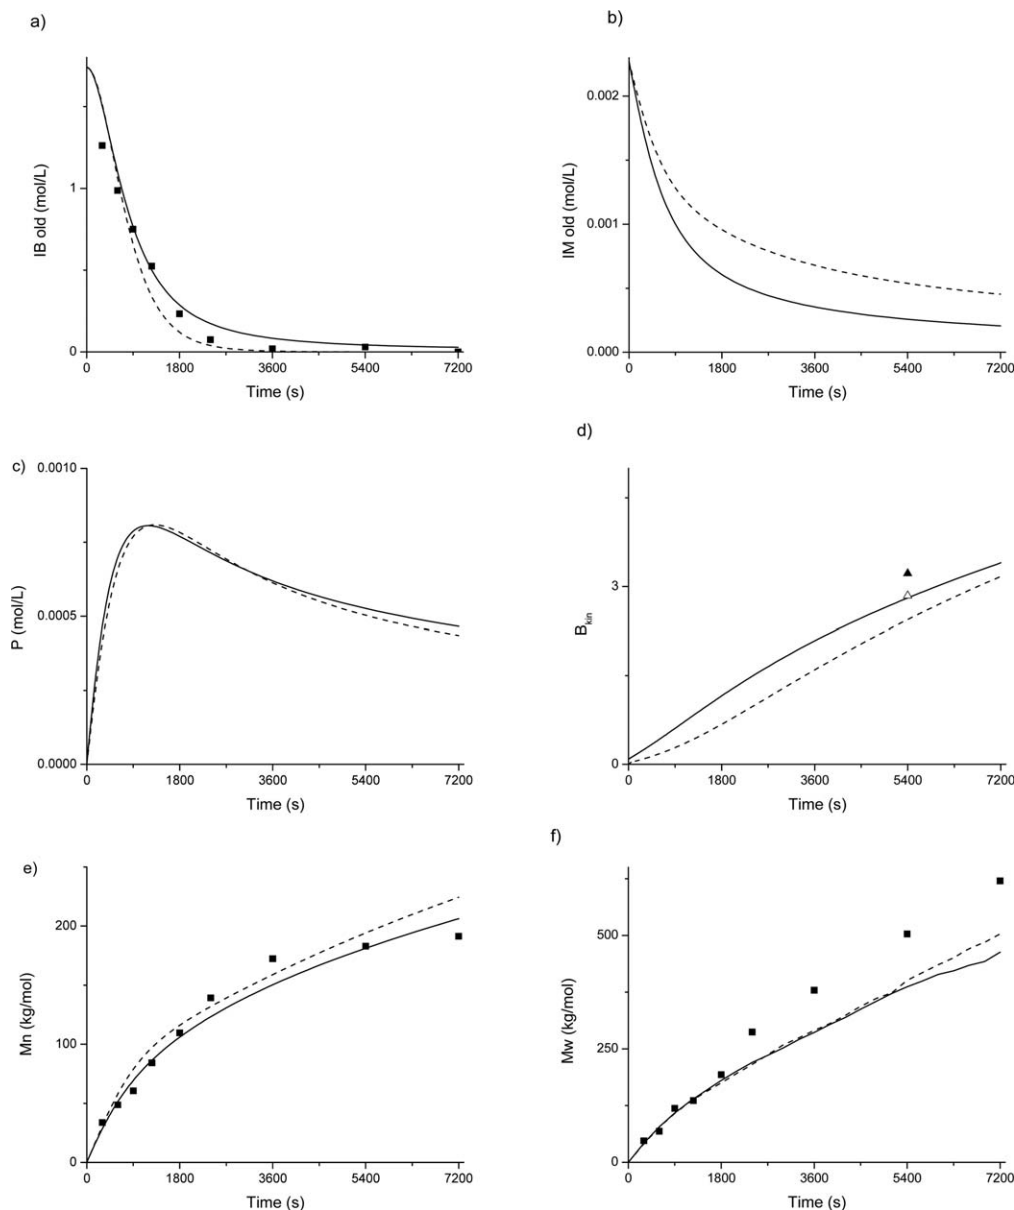 a)
IB old (mol/L)
1
0
0 1800 3600 5400 7200
Time (s)
b)
IM old (mol/L)
0.002
0.001
0.000
0 1800 3600 5400 7200
Time (s)
c)
P (mol/L)
0.0010
0.0005
0.0000
0 1800 3600 5400 7200
Time (s)
d)
Bkin
3
0
0 1800 3600 5400 7200
Time (s)
e)
Mn (kg/mol)
200
100
0
0 1800 3600 5400 7200
Time (s)
f)
Mw (kg/mol)
500
250
0
0 1800 3600 5400 7200
Time (s)